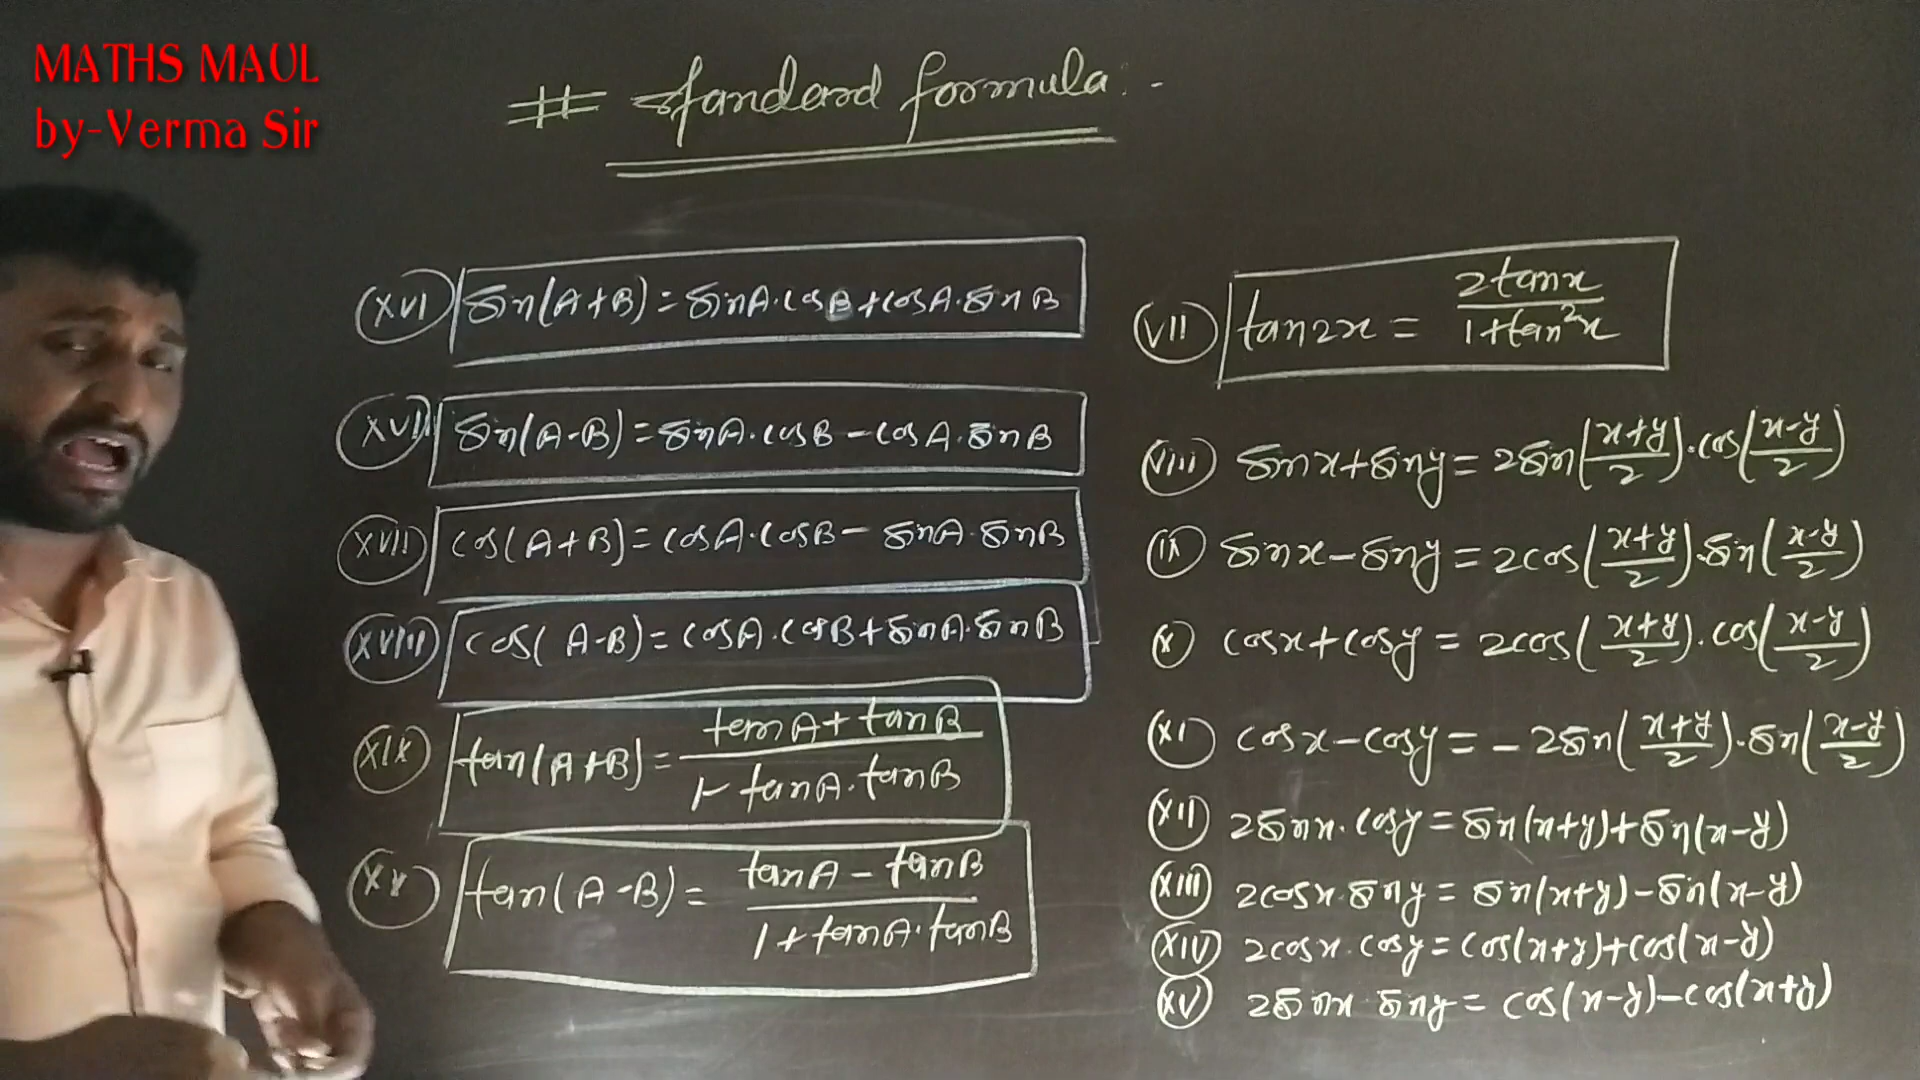 MATHS MAUL
by-Verma Sir
# Standard formula:-
(XVI) sin(A+B)=sinA·cosB+cosA·sinB
(XVII) sin(A-B)=sinA·cosB-cosA·sinB
(XVII) cos(A+B)=cosA·cosB-sinA·sinB
(XVIII) cos(A-B)=cosA·cosB+sinA·sinB
(XIX) tan(A+B)=
tanA+tanB
1-tanA·tanB
(XX) tan(A-B)=
tanA-tanB
1+tanA·tanB
(VII) tan2x=
2tanx
1+tan²x
(VIII) sinx+siny=2sin((x+y)/2)·cos((x-y)/2)
(IX) sinx-siny=2cos((x+y)/2)·sin((x-y)/2)
(X) cosx+cosy=2cos((x+y)/2)·cos((x-y)/2)
(XI) cosx-cosy=-2sin((x+y)/2)·sin((x-y)/2)
(XII) 2sinx·cosy=sin(x+y)+sin(x-y)
(XIII) 2cosx·siny=sin(x+y)-sin(x-y)
(XIV) 2cosx·cosy=cos(x+y)+cos(x-y)
(XV) 2sinx siny=cos(x-y)-cos(x+y)